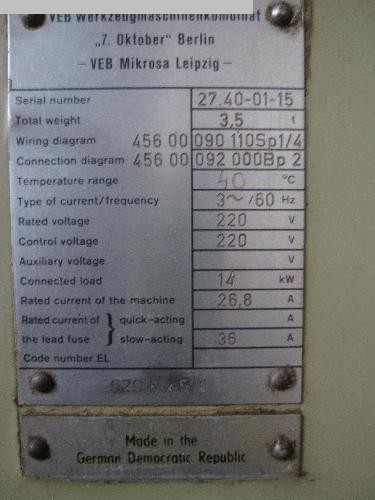 VEB Werkzeugmaschinenkombinat
„7. Oktober“ Berlin
– VEB Mikrosa Leipzig –
Serial number 27.40-01-15
Total weight 3,5 t
Wiring diagram 456 00 090 110Sp1/4
Connection diagram 456 00 092 000Bp 2
Temperature range 40 °C
Type of current/frequency 3~/60 Hz
Rated voltage 220 V
Control voltage 220 V
Auxiliary voltage V
Connected load 14 kW
Rated current of the machine 26,8 A
Rated current of } quick-acting A
the lead fuse } slow-acting 36 A
Code number EL
Made in the
German Democratic Republic